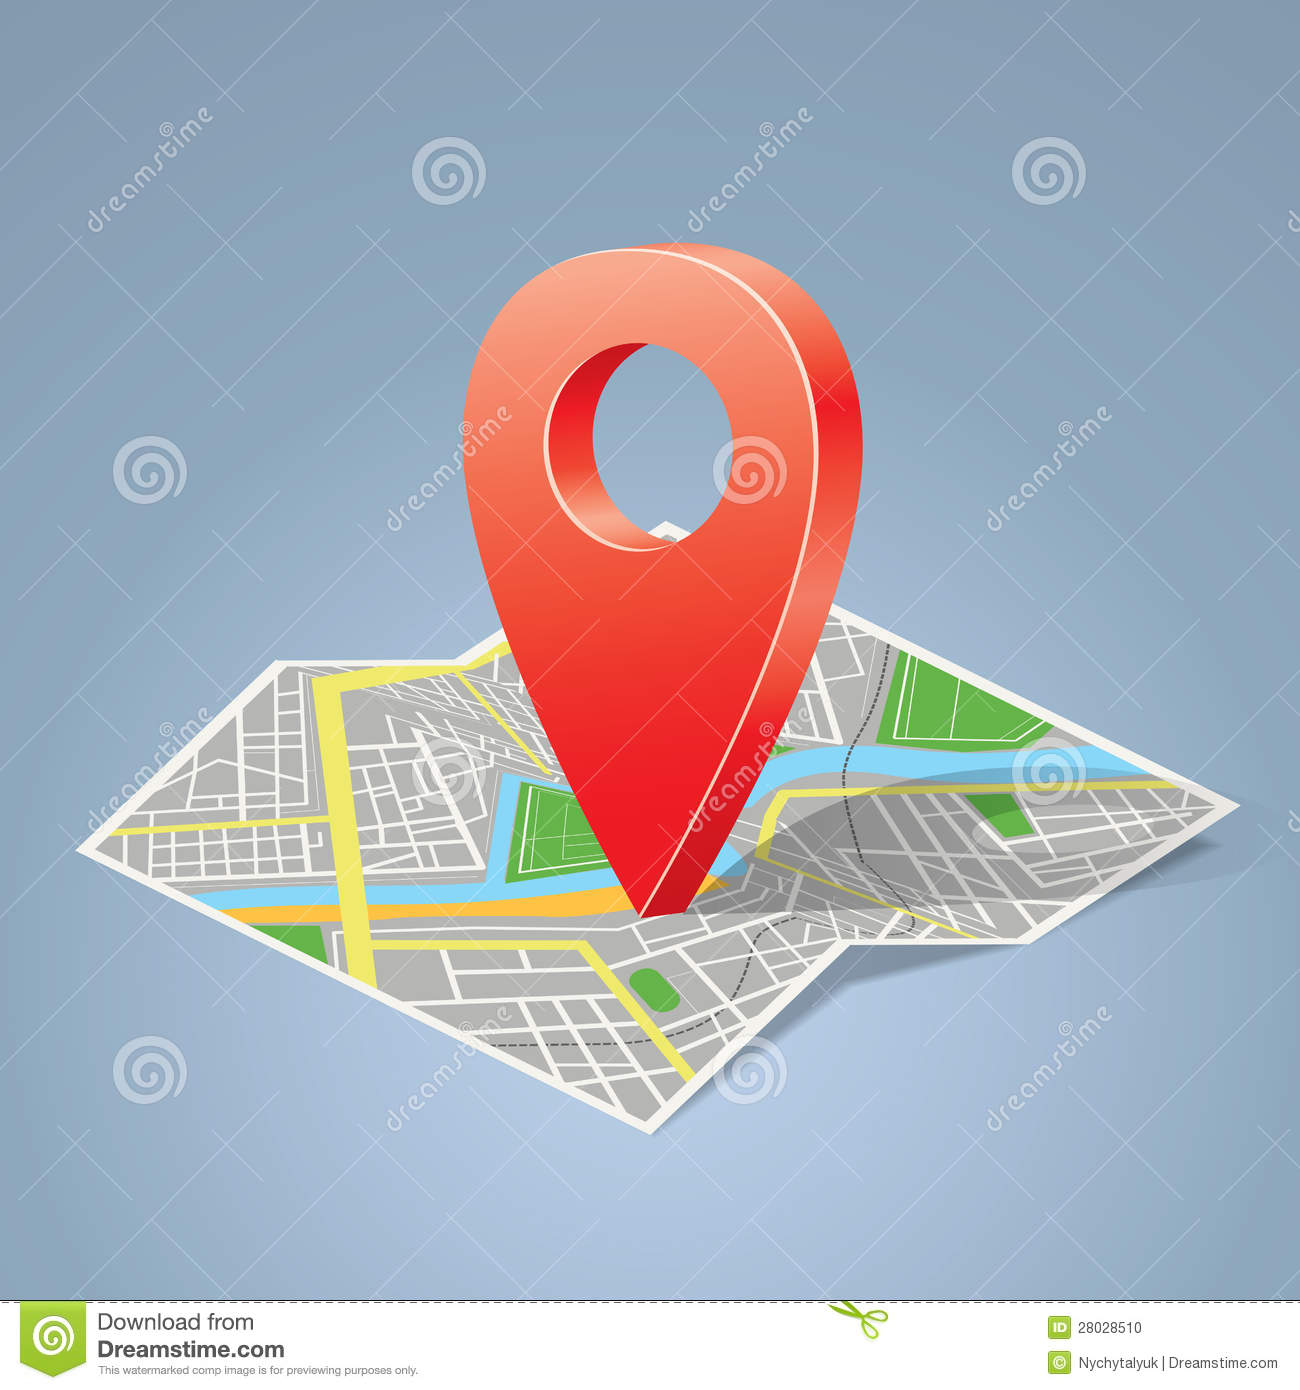 dreamstime
dreamstime
dreamstime
dreamstime
dreamstime
dreamstime
dreamstime
dreamstime
dreamstime
Download from
Dreamstime.com
This watermarked comp image is for previewing purposes only.
ID 28028510
© Nychytalyuk | Dreamstime.com